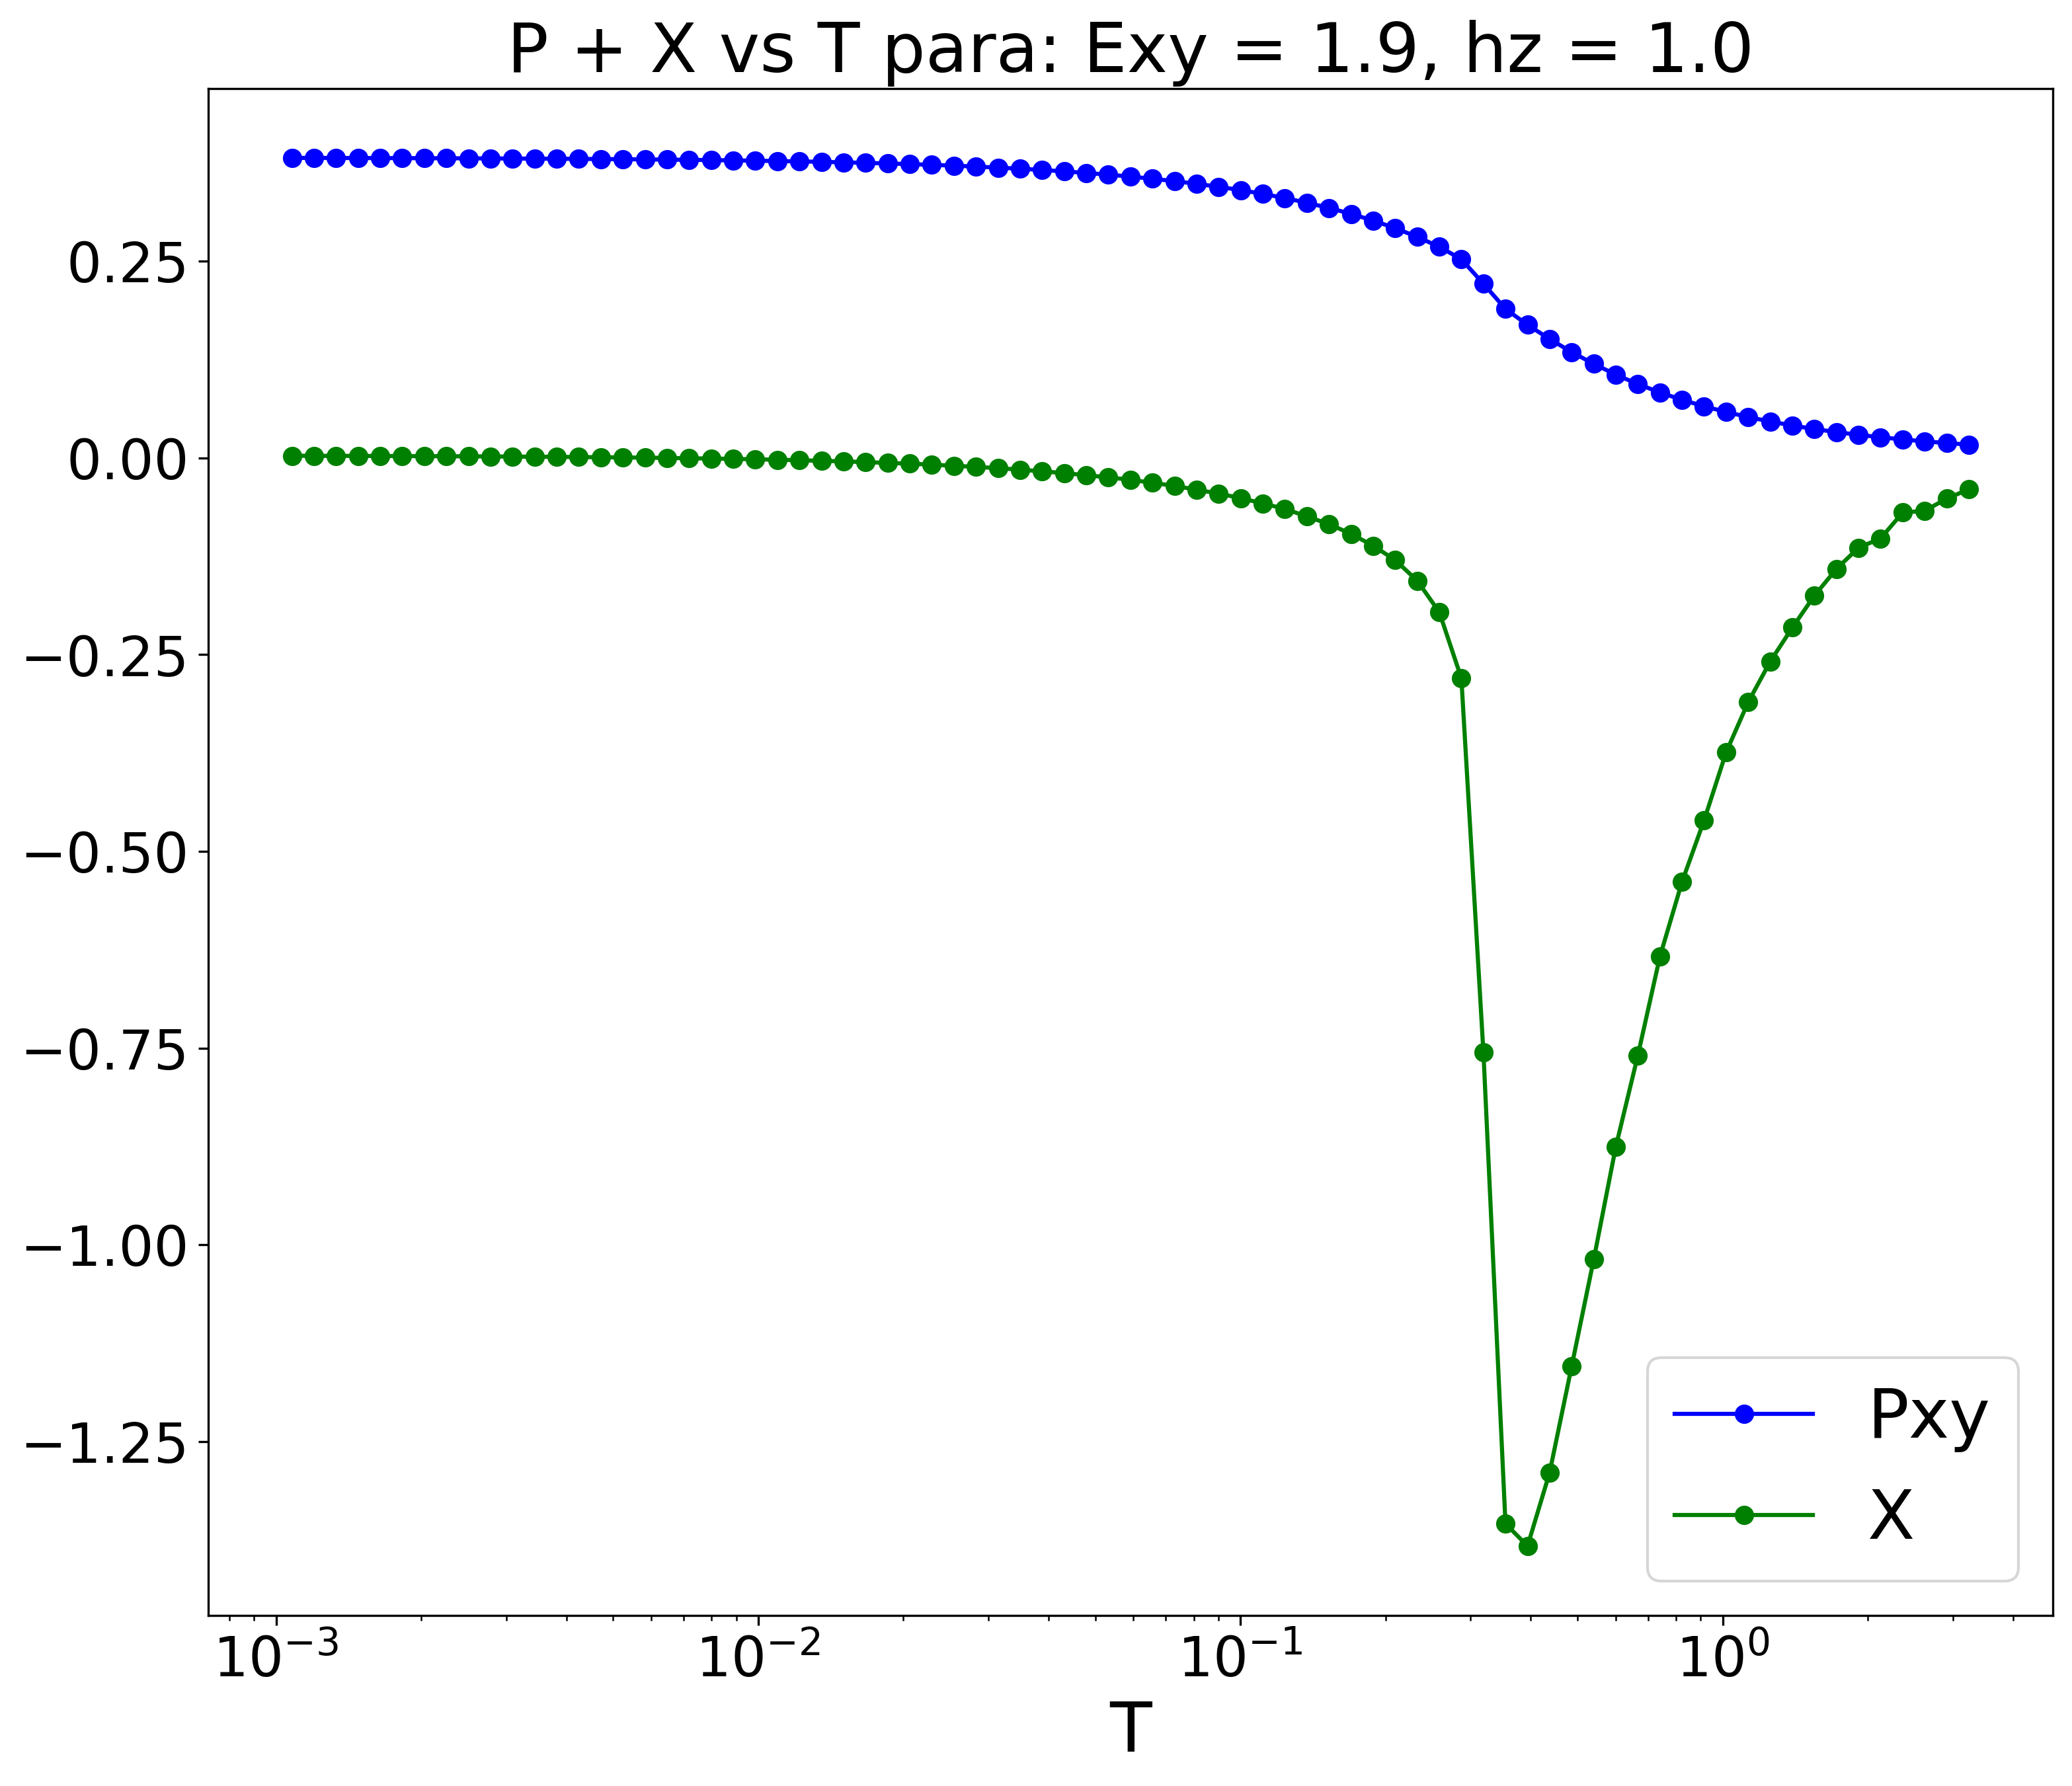 P + X vs T para: Exy = 1.9, hz = 1.0
0.25
0.00
−0.25
−0.50
−0.75
−1.00
−1.25
Pxy
X
10⁻³ 10⁻² 10⁻¹ 10⁰
T